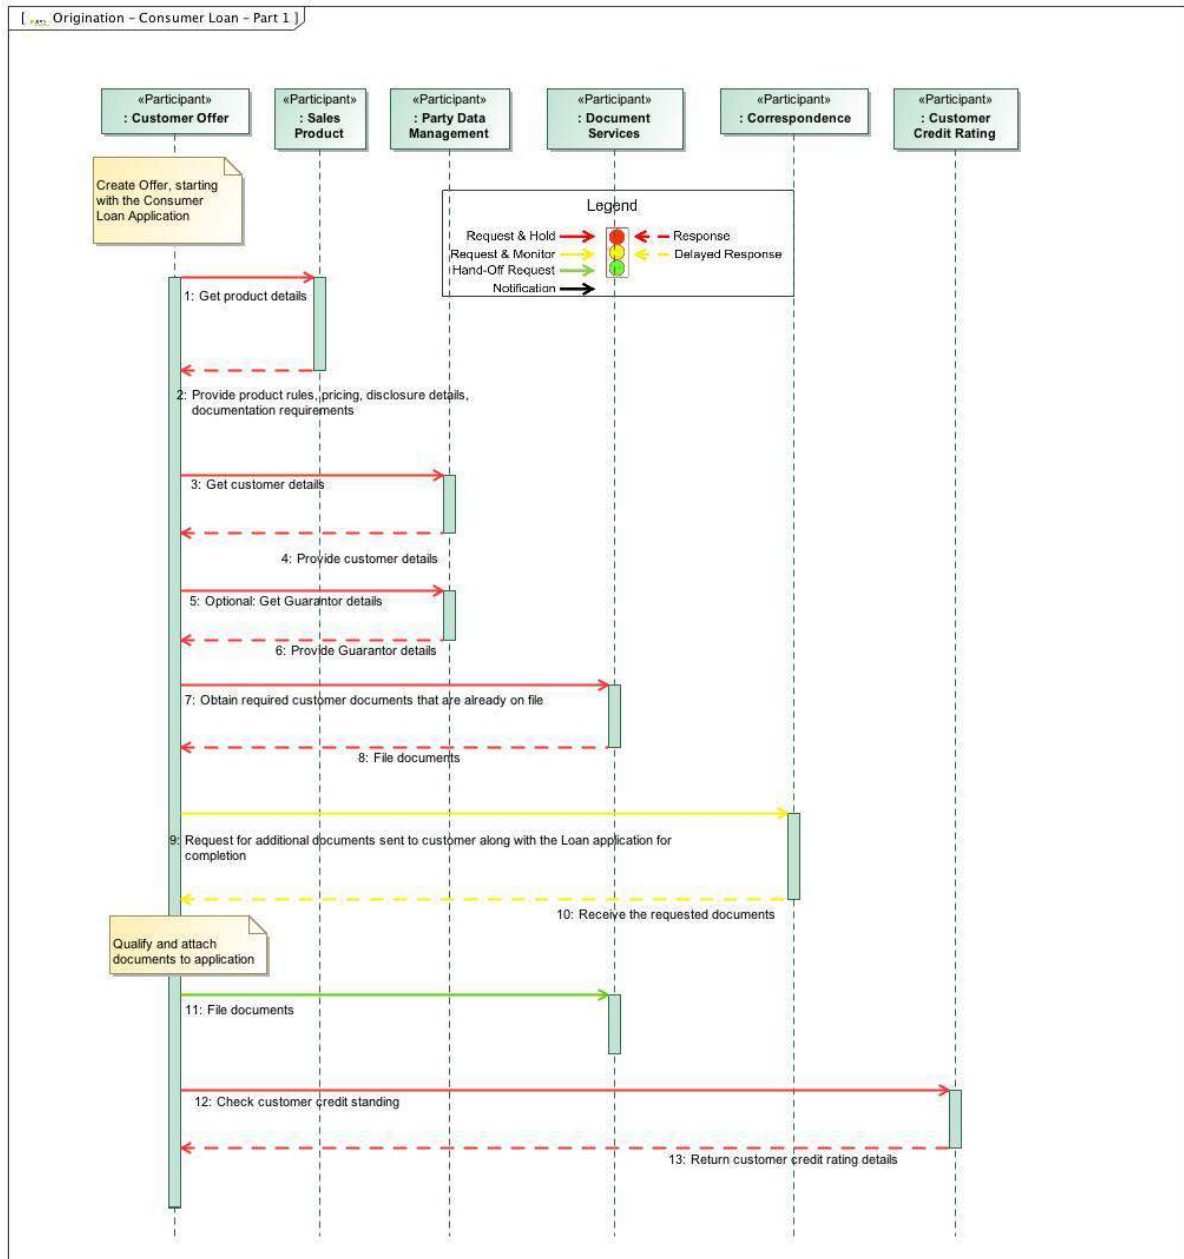 [ Origination – Consumer Loan – Part 1 ]
«Participant»
: Customer Offer
«Participant»
: Sales
Product
«Participant»
: Party Data
Management
«Participant»
: Document
Services
«Participant»
: Correspondence
«Participant»
: Customer
Credit Rating
Create Offer, starting
with the Consumer
Loan Application
Legend
Request & Hold
Response
Request & Monitor
Delayed Response
Hand-Off Request
Notification
1: Get product details
2: Provide product rules, pricing, disclosure details,
documentation requirements
3: Get customer details
4: Provide customer details
5: Optional: Get Guarantor details
6: Provide Guarantor details
7: Obtain required customer documents that are already on file
8: File documents
9: Request for additional documents sent to customer along with the Loan application for
completion
10: Receive the requested documents
Qualify and attach
documents to application
11: File documents
12: Check customer credit standing
13: Return customer credit rating details